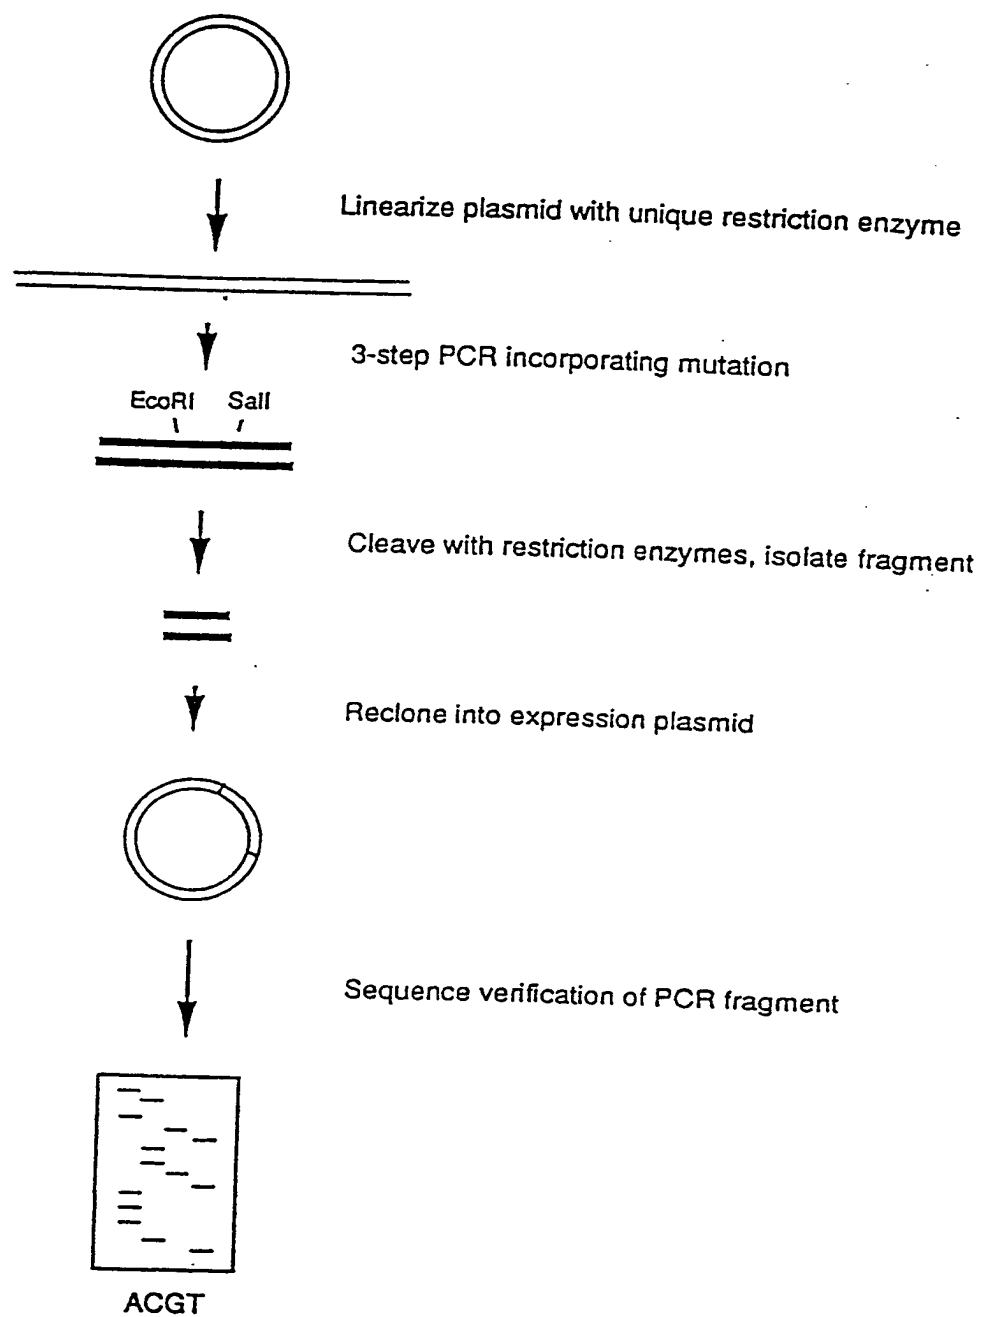 Linearize plasmid with unique restriction enzyme
3-step PCR incorporating mutation
EcoRI SalI
Cleave with restriction enzymes, isolate fragment
Reclone into expression plasmid
Sequence verification of PCR fragment
ACGT